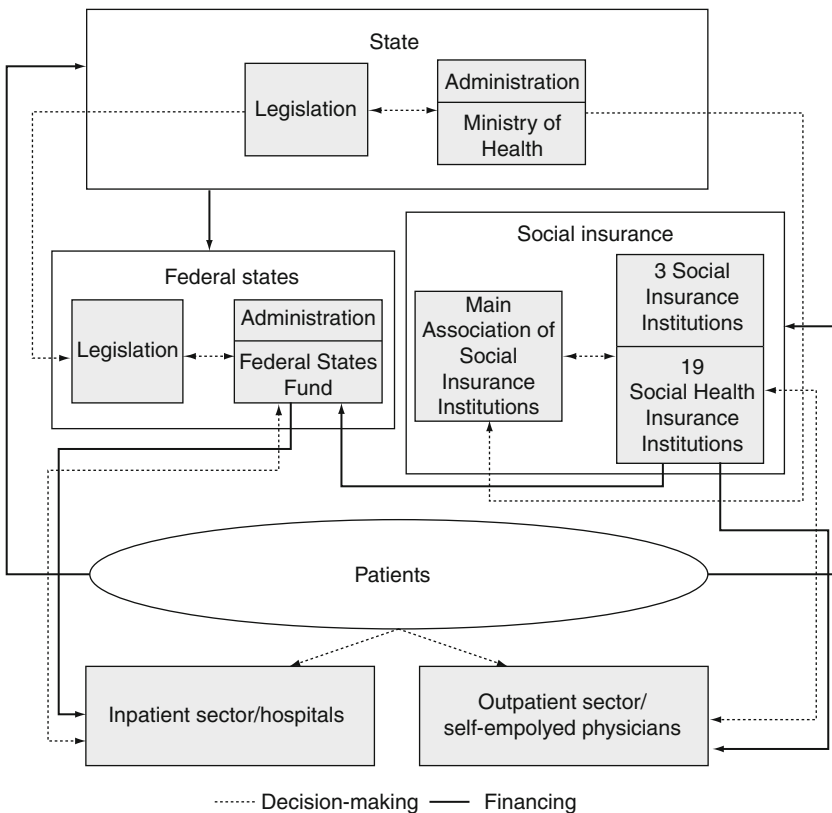 State
Legislation
Administration
Ministry of
Health
Social insurance
Federal states
Legislation
Administration
Federal States
Fund
Main
Association of
Social
Insurance
Institutions
3 Social
Insurance
Institutions
19
Social Health
Insurance
Institutions
Patients
Inpatient sector/hospitals
Outpatient sector/
self-empolyed physicians
Decision-making
Financing